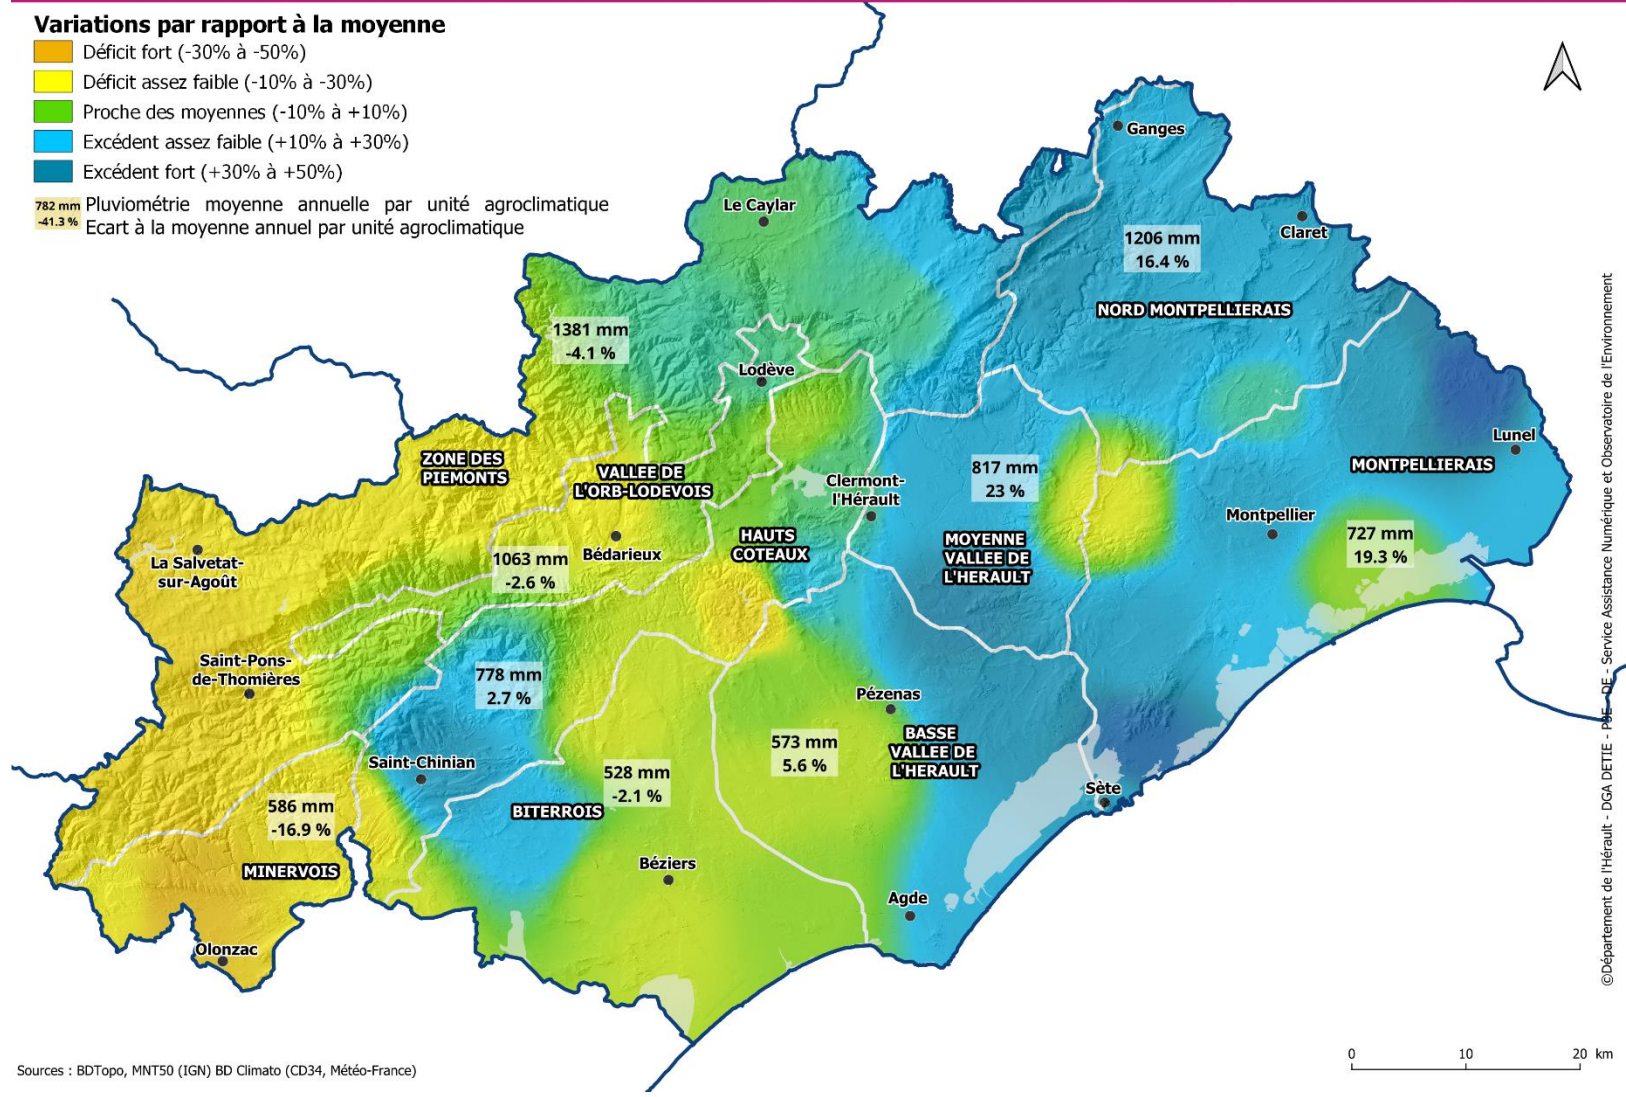 Variations par rapport à la moyenne
Déficit fort (-30% à -50%)
Déficit assez faible (-10% à -30%)
Proche des moyennes (-10% à +10%)
Excédent assez faible (+10% à +30%)
Excédent fort (+30% à +50%)
782 mm
-41.3 %
Pluviométrie moyenne annuelle par unité agroclimatique
Ecart à la moyenne annuel par unité agroclimatique
Ganges
Le Caylar
Claret
1206 mm
16.4 %
NORD MONTPELLIERAIS
1381 mm
-4.1 %
Lodève
Lunel
ZONE DES
PIEMONTS
VALLEE DE
L'ORB-LODEVOIS
817 mm
23 %
MONTPELLIERAIS
Clermont-
l'Hérault
Montpellier
727 mm
19.3 %
HAUTS
COTEAUX
MOYENNE
VALLEE DE
L'HERAULT
Bédarieux
La Salvetat-
sur-Agoût
1063 mm
-2.6 %
Saint-Pons-
de-Thomières
778 mm
2.7 %
Pézenas
BASSE
VALLEE DE
L'HERAULT
573 mm
5.6 %
Saint-Chinian
528 mm
-2.1 %
Sète
586 mm
-16.9 %
BITERROIS
MINERVOIS
Béziers
Agde
Olonzac
©Département de l'Hérault - DGA DETIE - PSE - DE - Service Assistance Numérique et Observatoire de l'Environnement
0 10 20 km
Sources : BDTopo, MNT50 (IGN) BD Climato (CD34, Météo-France)